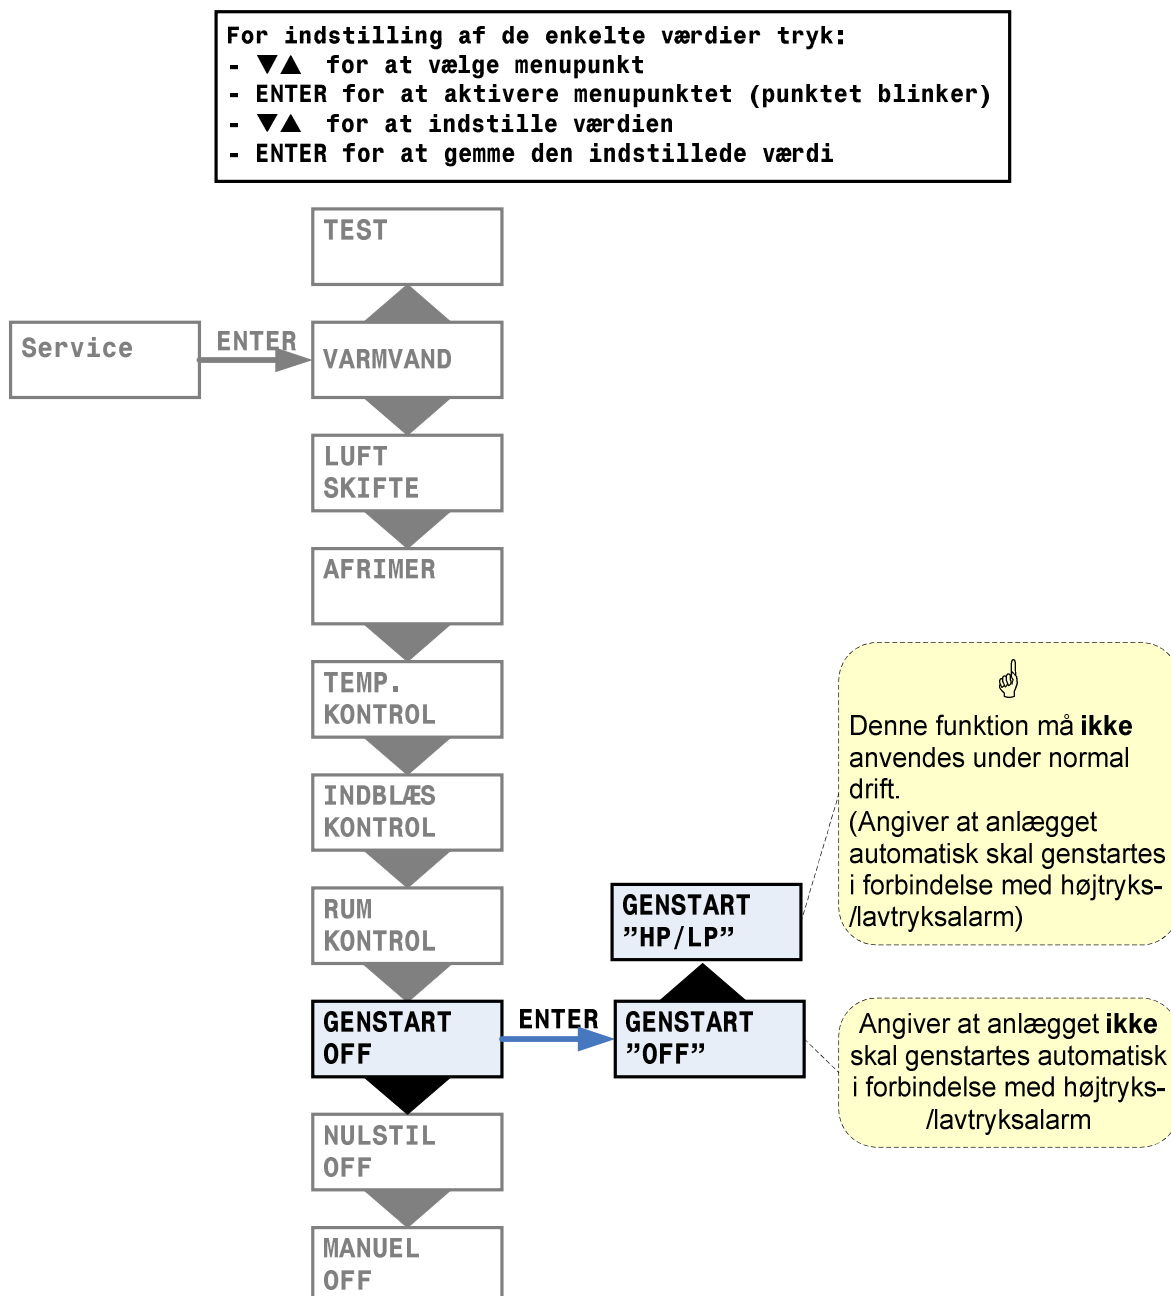 For indstilling af de enkelte værdier tryk:
- ▼▲ for at vælge menupunkt
- ENTER for at aktivere menupunktet (punktet blinker)
- ▼▲ for at indstille værdien
- ENTER for at gemme den indstillede værdi
TEST
Service
ENTER
VARMVAND
LUFT
SKIFTE
AFRIMER
TEMP.
KONTROL
INDBLÆS
KONTROL
RUM
KONTROL
GENSTART
"HP/LP"
☝
Denne funktion må ikke
anvendes under normal
drift.
(Angiver at anlægget
automatisk skal genstartes
i forbindelse med højtryks-
/lavtryksalarm)
GENSTART
OFF
ENTER
GENSTART
”OFF”
Angiver at anlægget ikke
skal genstartes automatisk
i forbindelse med højtryks-
/lavtryksalarm
NULSTIL
OFF
MANUEL
OFF